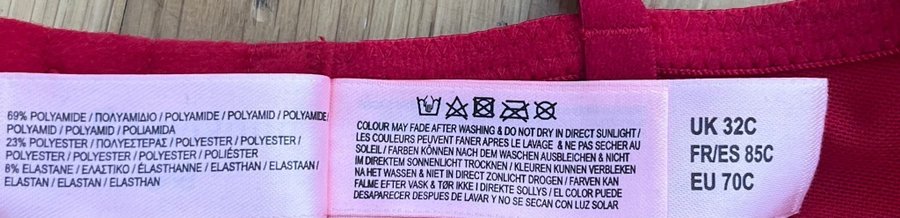 69% POLYAMIDE / ΠΟΛΥΑΜΙΔΙΟ / POLYAMIDE / POLYAMID / POLYAMIDE
POLYAMID / POLYAMID / POLIAMIDA
23% POLYESTER / ΠΟΛΥΕΣΤΕΡΑΣ / POLYESTER / POLYESTER /
POLYESTER / POLYESTER / POLYESTER / POLIÉSTER
8% ELASTANE / ΕΛΑΣΤΙΚΟ / ÉLASTHANNE / ELASTHAN / ELASTAAN /
ELASTAN / ELASTAN / ELASTHAN
COLOUR MAY FADE AFTER WASHING & DO NOT DRY IN DIRECT SUNLIGHT /
LES COULEURS PEUVENT FANER APRES LE LAVAGE & NE PAS SECHER AU
SOLEIL / FARBEN KÖNNEN NACH DEM WASCHEN AUSBLEICHEN & NICHT
IM DIREKTEM SONNENLICHT TROCKNEN / KLEUREN KUNNEN VERBLEKEN
NA HET WASSEN & NIET IN DIRECT ZONLICHT DROGEN / FARVEN KAN
FALME EFTER VASK & TØR IKKE I DIREKTE SOLLYS / EL COLOR PUEDE
DESAPARECER DESPUES DE LAVAR Y NO SE SECAN CON LUZ SOLAR
UK 32C
FR/ES 85C
EU 70C